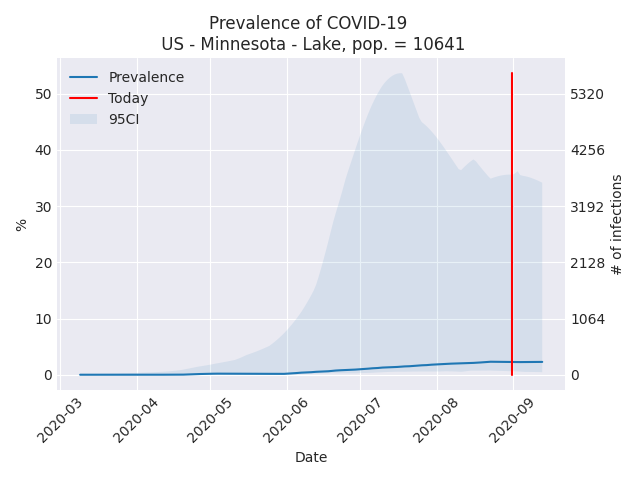 Prevalence of COVID-19
US - Minnesota - Lake, pop. = 10641
Prevalence
Today
95CI
50
40
30
20
10
0
%
5320
4256
3192
2128
1064
0
# of infections
2020-03
2020-04
2020-05
2020-06
2020-07
2020-08
2020-09
Date